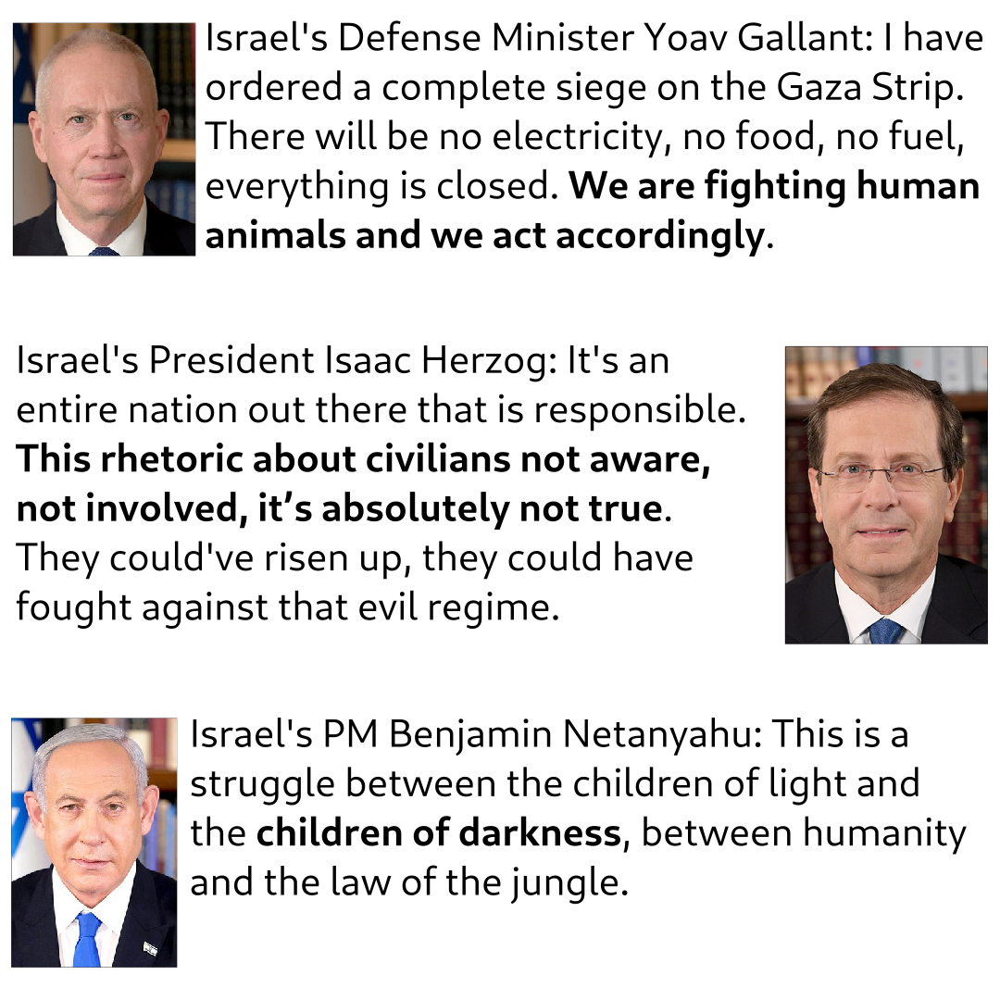 Israel's Defense Minister Yoav Gallant: I have
ordered a complete siege on the Gaza Strip.
There will be no electricity, no food, no fuel,
everything is closed. We are fighting human
animals and we act accordingly.
Israel's President Isaac Herzog: It's an
entire nation out there that is responsible.
This rhetoric about civilians not aware,
not involved, it’s absolutely not true.
They could've risen up, they could have
fought against that evil regime.
Israel's PM Benjamin Netanyahu: This is a
struggle between the children of light and
the children of darkness, between humanity
and the law of the jungle.